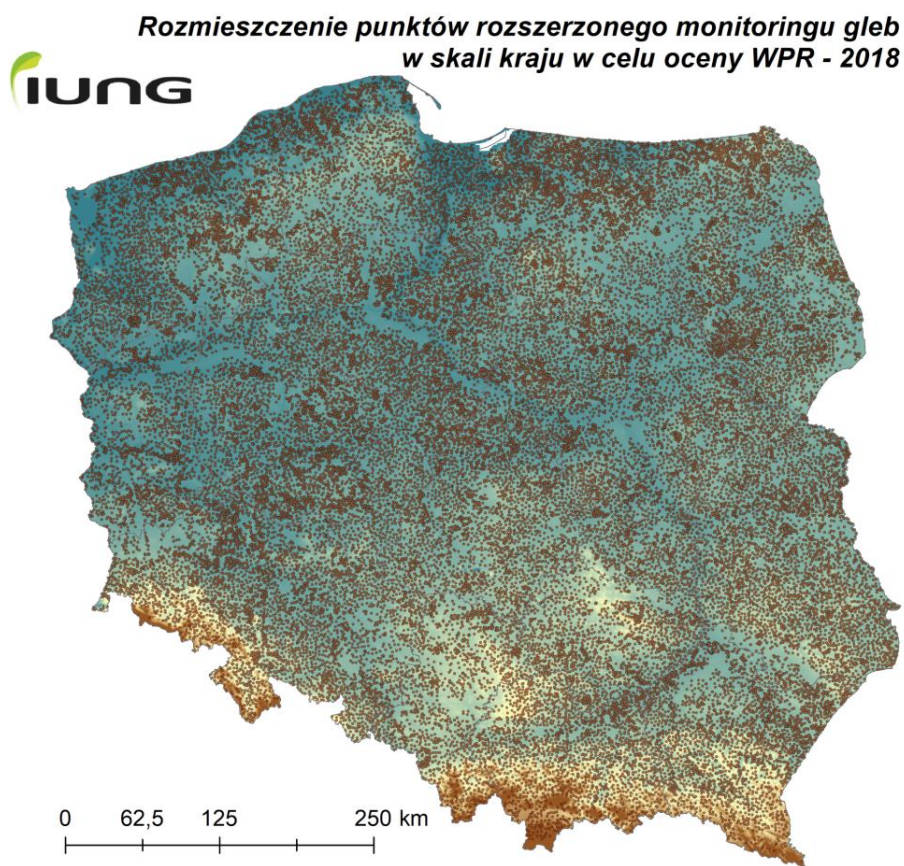 Rozmieszczenie punktów rozszerzonego monitoringu gleb
w skali kraju w celu oceny WPR - 2018
IUNG
0 62,5 125 250 km